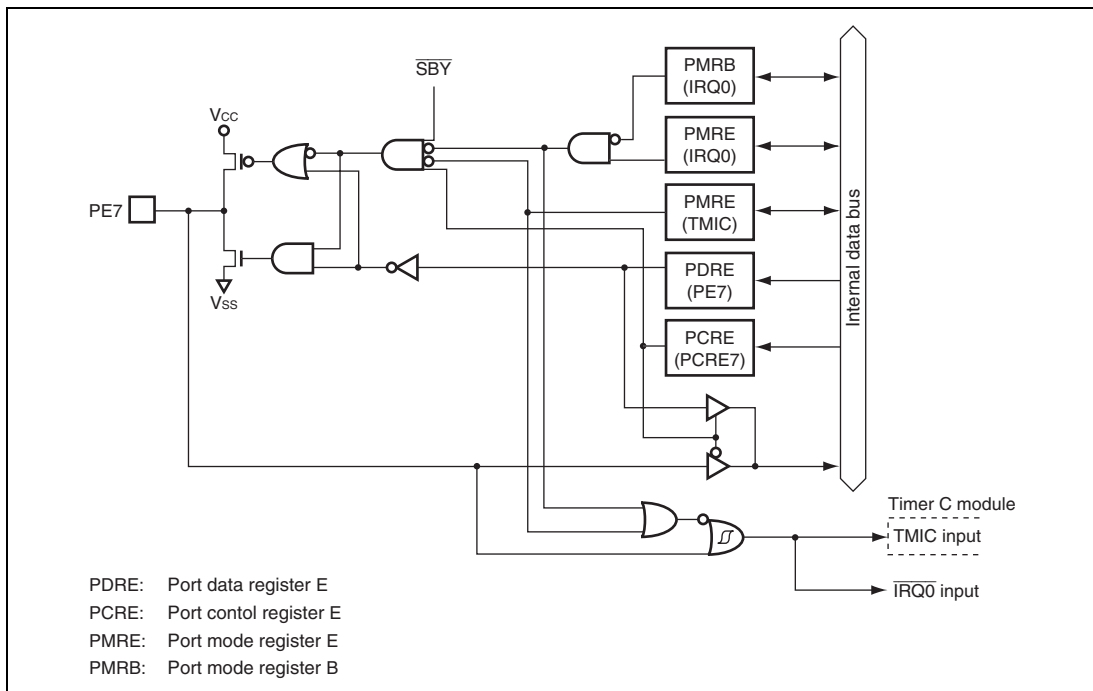 SBY
PMRB
(IRQ0)
VCC
PMRE
(IRQ0)
PE7
PMRE
(TMIC)
PDRE
(PE7)
VSS
PCRE
(PCRE7)
Internal data bus
Timer C module
TMIC input
IRQ0 input
PDRE: Port data register E
PCRE: Port contol register E
PMRE: Port mode register E
PMRB: Port mode register B